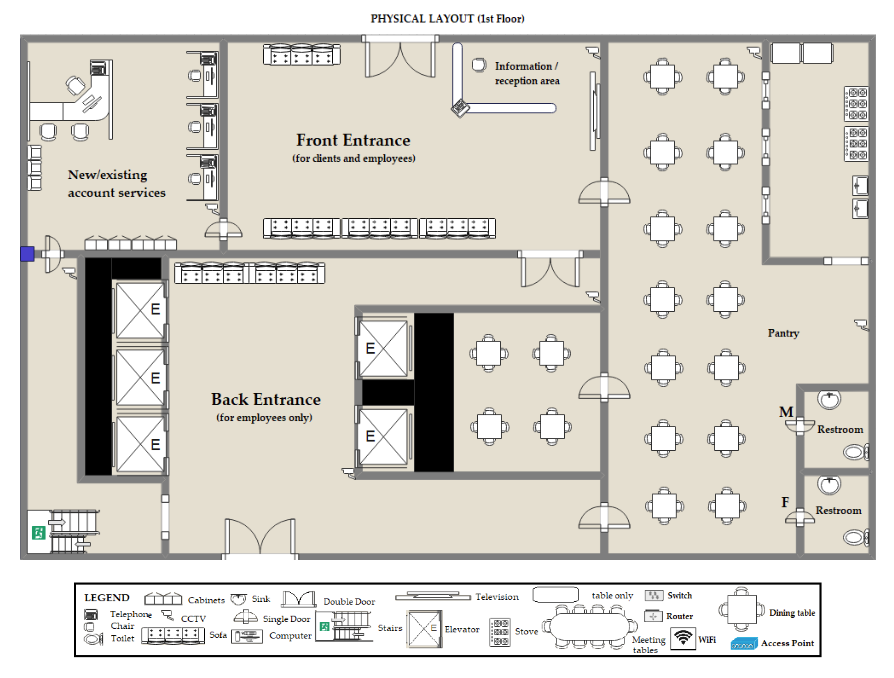 PHYSICAL LAYOUT (1st Floor)
Information /
reception area
Front Entrance
(for clients and employees)
New/existing
account services
E
E
E
E
E
Back Entrance
(for employees only)
Pantry
M
Restroom
F
Restroom
LEGEND
Cabinets
Sink
Double Door
Television
table only
Switch
Dining table
Telephone
CCTV
Single Door
Router
Chair
Toilet
Sofa
Computer
Stairs
E
Elevator
Stove
Meeting
tables
WiFi
Access Point